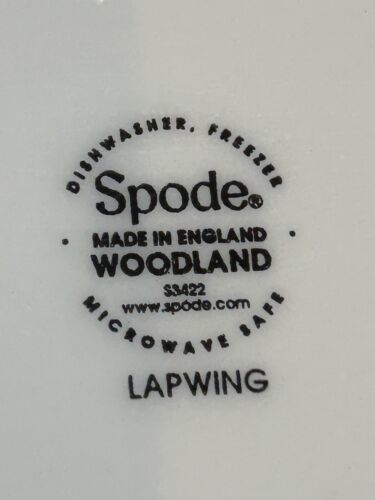 DISHWASHER, FREEZER
Spode®
• MADE IN ENGLAND •
WOODLAND
S3422
www.spode.com
MICROWAVE SAFE
LAPWING